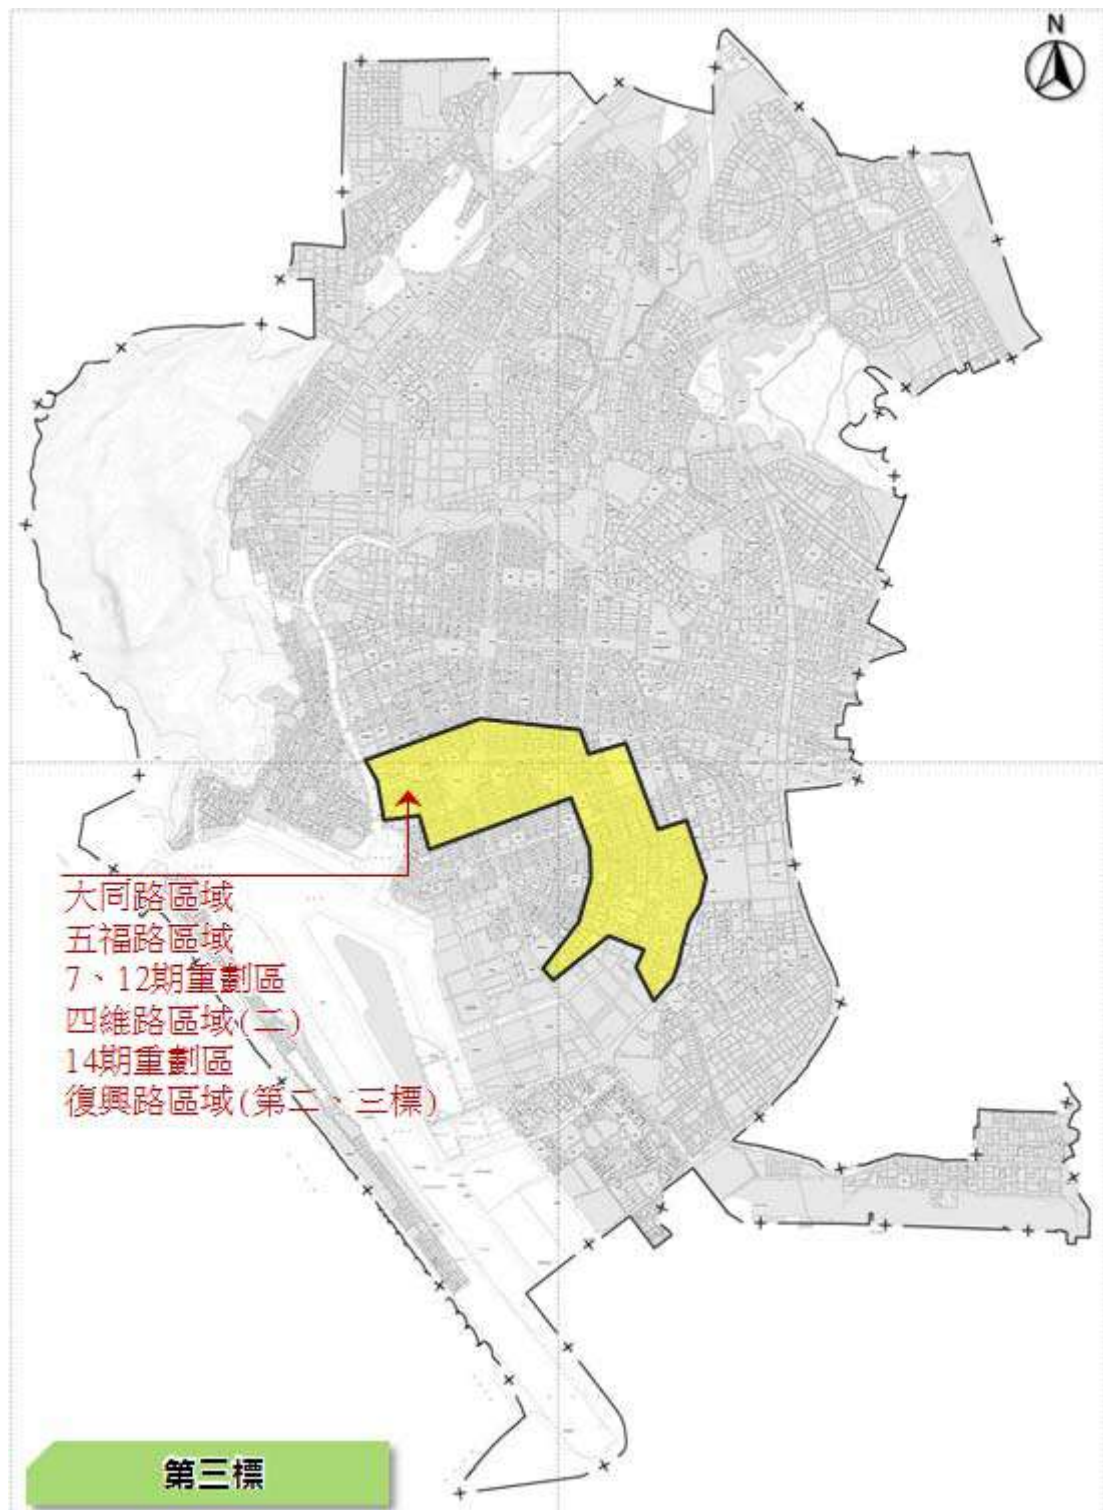 N
大同路區域
五福路區域
7、12期重劃區
四維路區域(二)
14期重劃區
復興路區域(第二、三標)
第三標